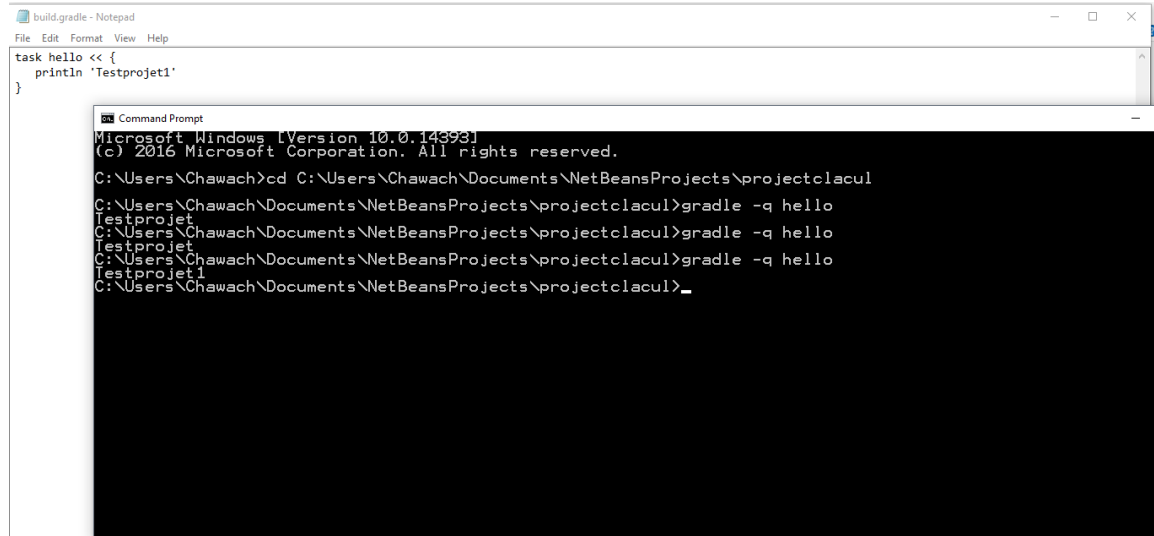 build.gradle - Notepad
File Edit Format View Help
task hello << {
   println 'Testprojet1'
}
Command Prompt
Microsoft Windows [Version 10.0.14393]
(c) 2016 Microsoft Corporation. All rights reserved.
C:\Users\Chawach>cd C:\Users\Chawach\Documents\NetBeansProjects\projectclacul
C:\Users\Chawach\Documents\NetBeansProjects\projectclacul>gradle -q hello
Testprojet
C:\Users\Chawach\Documents\NetBeansProjects\projectclacul>gradle -q hello
Testprojet
C:\Users\Chawach\Documents\NetBeansProjects\projectclacul>gradle -q hello
Testprojet1
C:\Users\Chawach\Documents\NetBeansProjects\projectclacul>